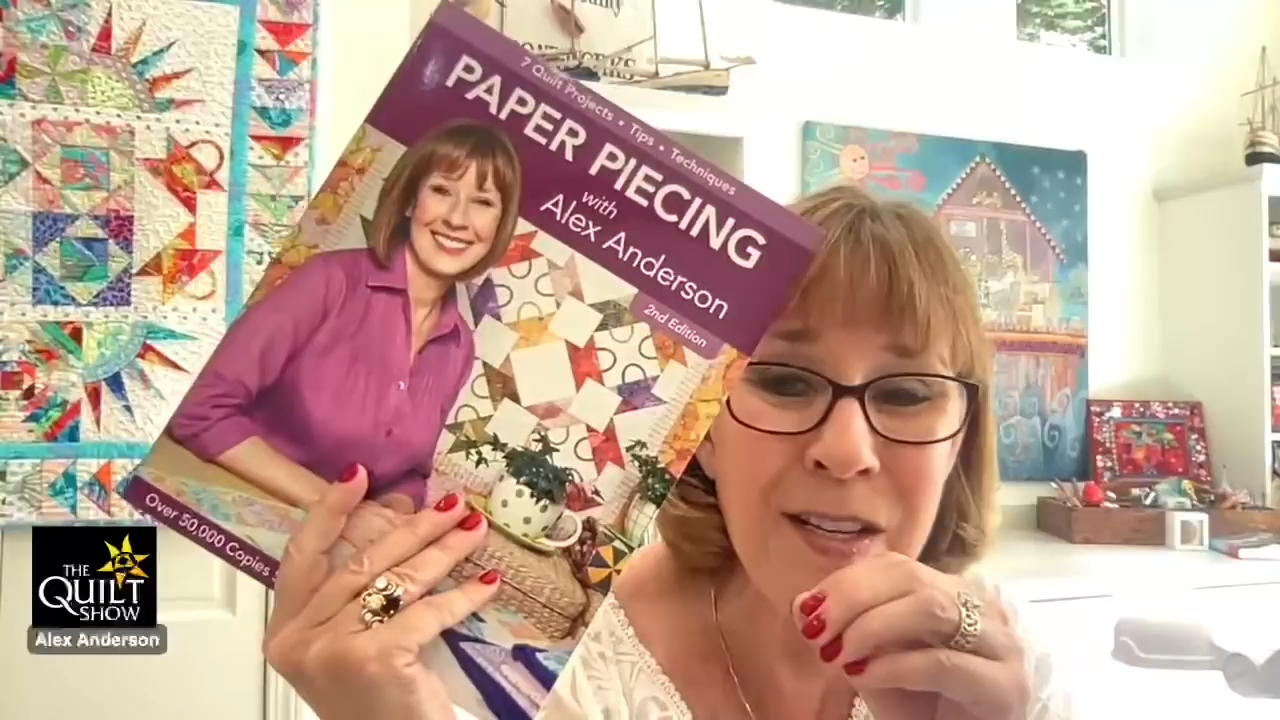 7 Quilt Projects • Tips • Techniques
PAPER PIECING
with
Alex Anderson
2nd Edition
Over 50,000 Copies
THE
QUILT
SHOW
Alex Anderson